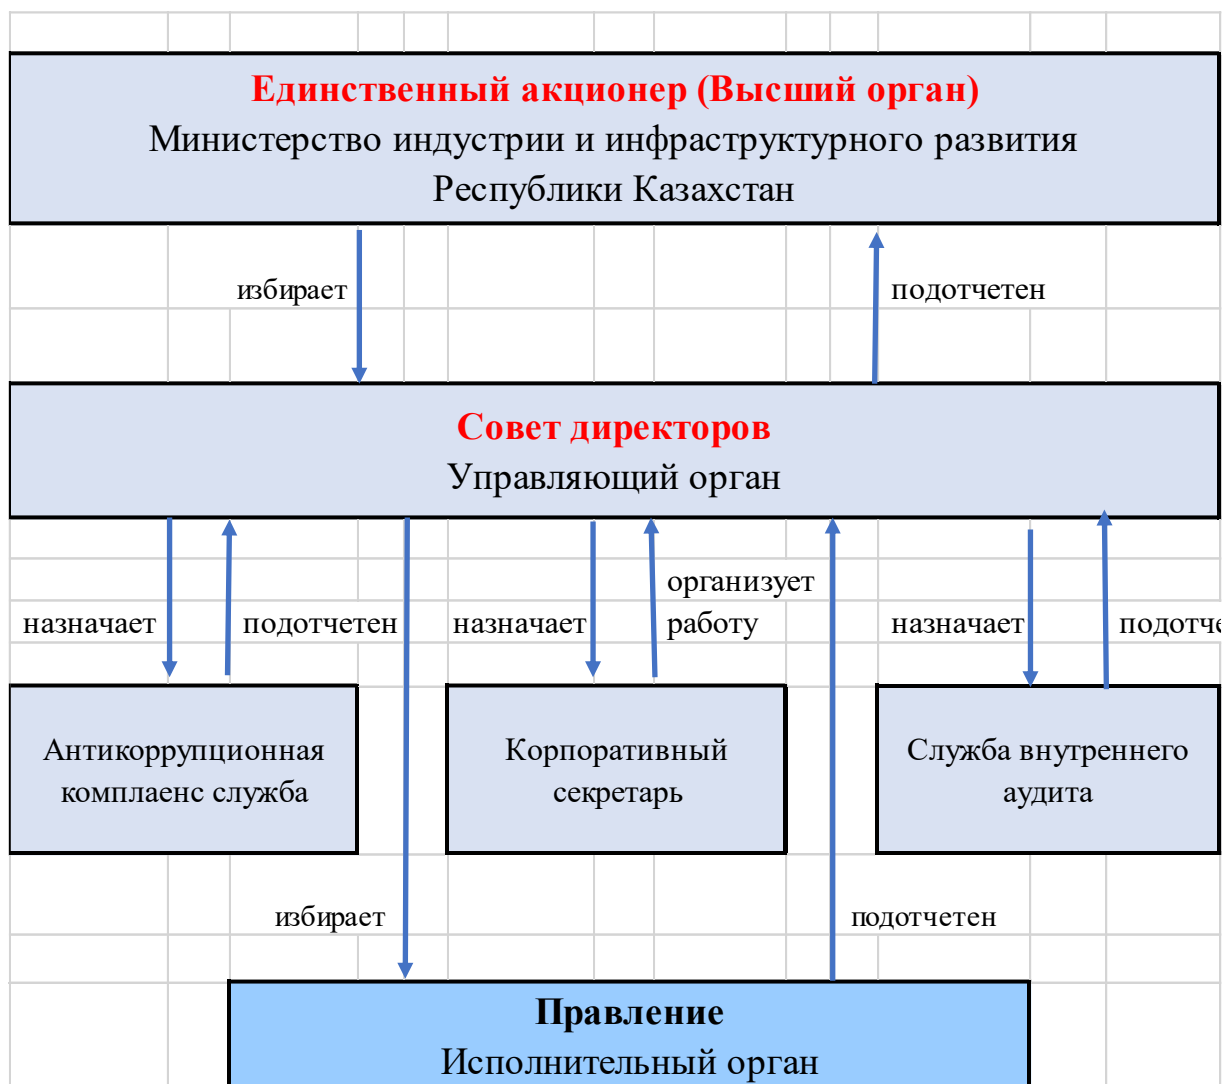 Единственный акционер (Высший орган)
Министерство индустрии и инфраструктурного развития
Республики Казахстан
избирает
подотчетен
Совет директоров
Управляющий орган
организует
назначает
подотчетен
назначает
работу
назначает
подотче
Антикоррупционная
комплаенс служба
Корпоративный
секретарь
Служба внутреннего
аудита
избирает
подотчетен
Правление
Исполнительный орган